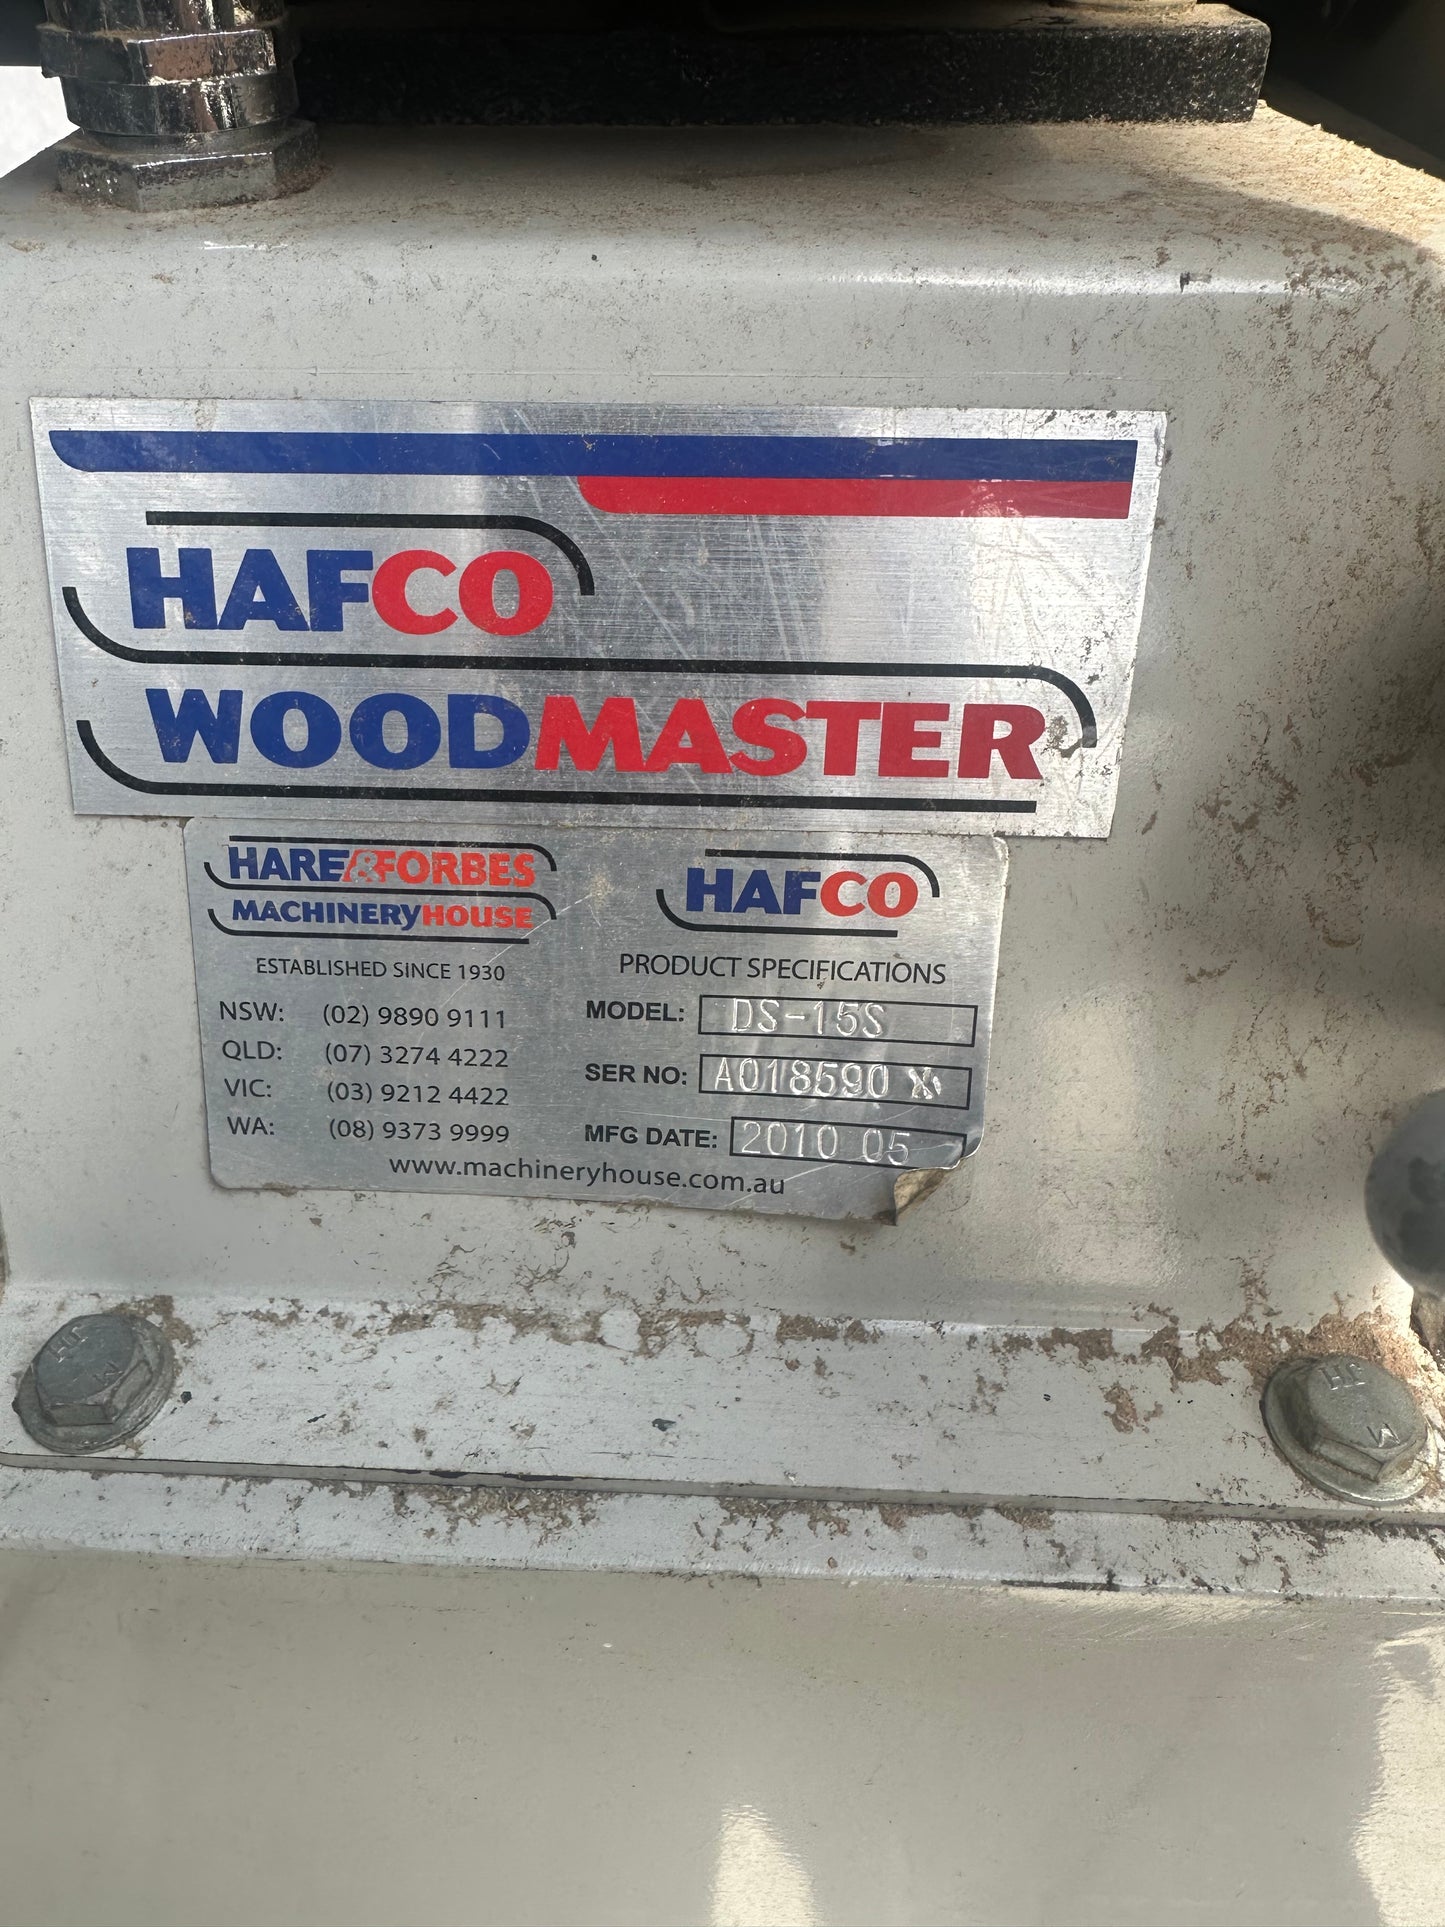 HAFCO
WOODMASTER
HARE&FORBES
MACHINERYHOUSE
ESTABLISHED SINCE 1930
NSW: (02) 9890 9111
QLD: (07) 3274 4222
VIC: (03) 9212 4422
WA: (08) 9373 9999
HAFCO
PRODUCT SPECIFICATIONS
MODEL: DS-15S
SER NO: A018590
MFG DATE: 2010 05
www.machineryhouse.com.au
JH
M
JH
M